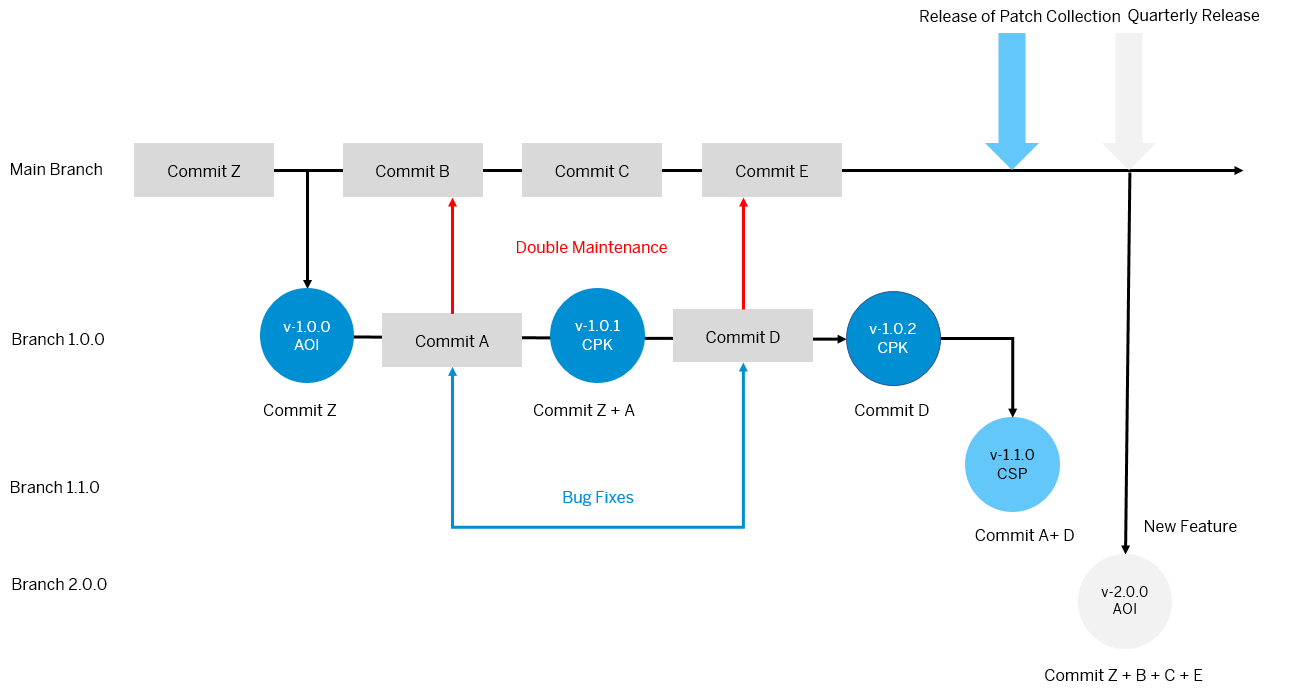 Release of Patch Collection
Quarterly Release
Main Branch
Commit Z
Commit B
Commit C
Commit E
Double Maintenance
Branch 1.0.0
v-1.0.0
AOI
Commit A
v-1.0.1
CPK
Commit D
v-1.0.2
CPK
Commit Z
Commit Z + A
Commit D
Branch 1.1.0
Bug Fixes
v-1.1.0
CSP
Commit A+ D
New Feature
Branch 2.0.0
v-2.0.0
AOI
Commit Z + B + C + E